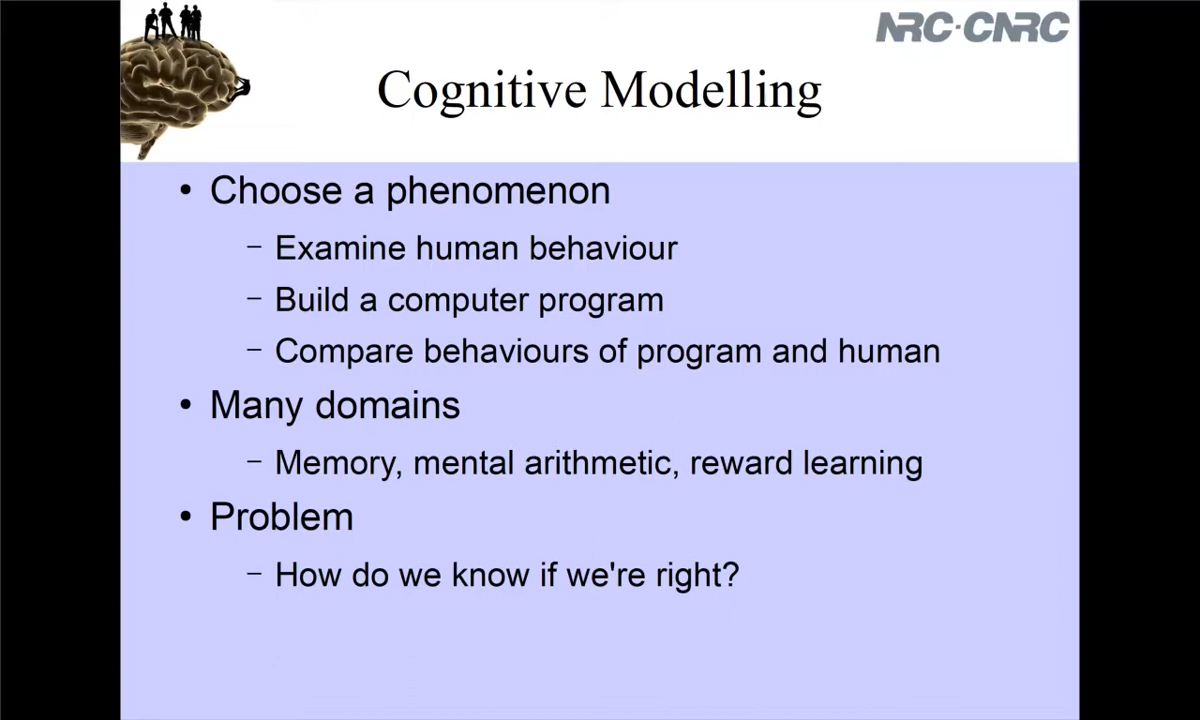 NRC·CNRC
Cognitive Modelling
• Choose a phenomenon
– Examine human behaviour
– Build a computer program
– Compare behaviours of program and human
• Many domains
– Memory, mental arithmetic, reward learning
• Problem
– How do we know if we're right?